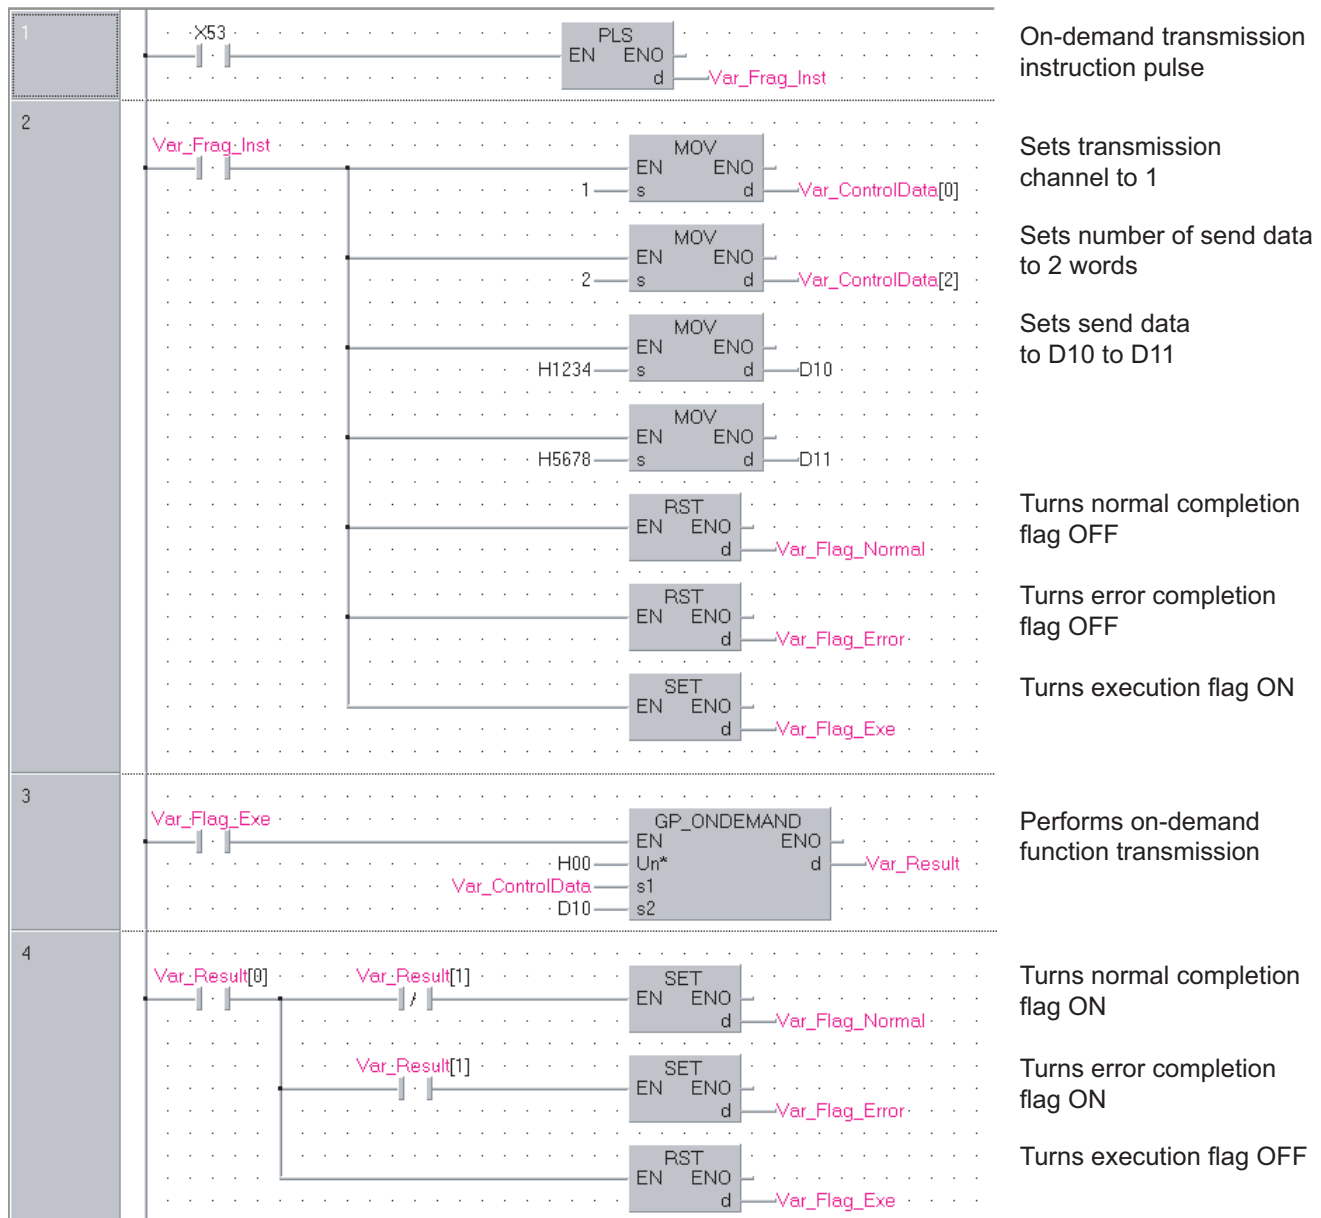 1
X53
PLS
EN ENO
d
Var_Frag_Inst
On-demand transmission
instruction pulse
2
Var_Frag_Inst
MOV
EN ENO
1 s d Var_ControlData[0]
Sets transmission
channel to 1
MOV
EN ENO
2 s d Var_ControlData[2]
Sets number of send data
to 2 words
MOV
EN ENO
H1234 s d D10
Sets send data
to D10 to D11
MOV
EN ENO
H5678 s d D11
RST
EN ENO
d Var_Flag_Normal
Turns normal completion
flag OFF
RST
EN ENO
d Var_Flag_Error
Turns error completion
flag OFF
SET
EN ENO
d Var_Flag_Exe
Turns execution flag ON
3
Var_Flag_Exe
GP_ONDEMAND
EN ENO
H00 Un* d Var_Result
Var_ControlData s1
D10 s2
Performs on-demand
function transmission
4
Var_Result[0] Var_Result[1]
SET
EN ENO
d Var_Flag_Normal
Turns normal completion
flag ON
Var_Result[1]
SET
EN ENO
d Var_Flag_Error
Turns error completion
flag ON
RST
EN ENO
d Var_Flag_Exe
Turns execution flag OFF